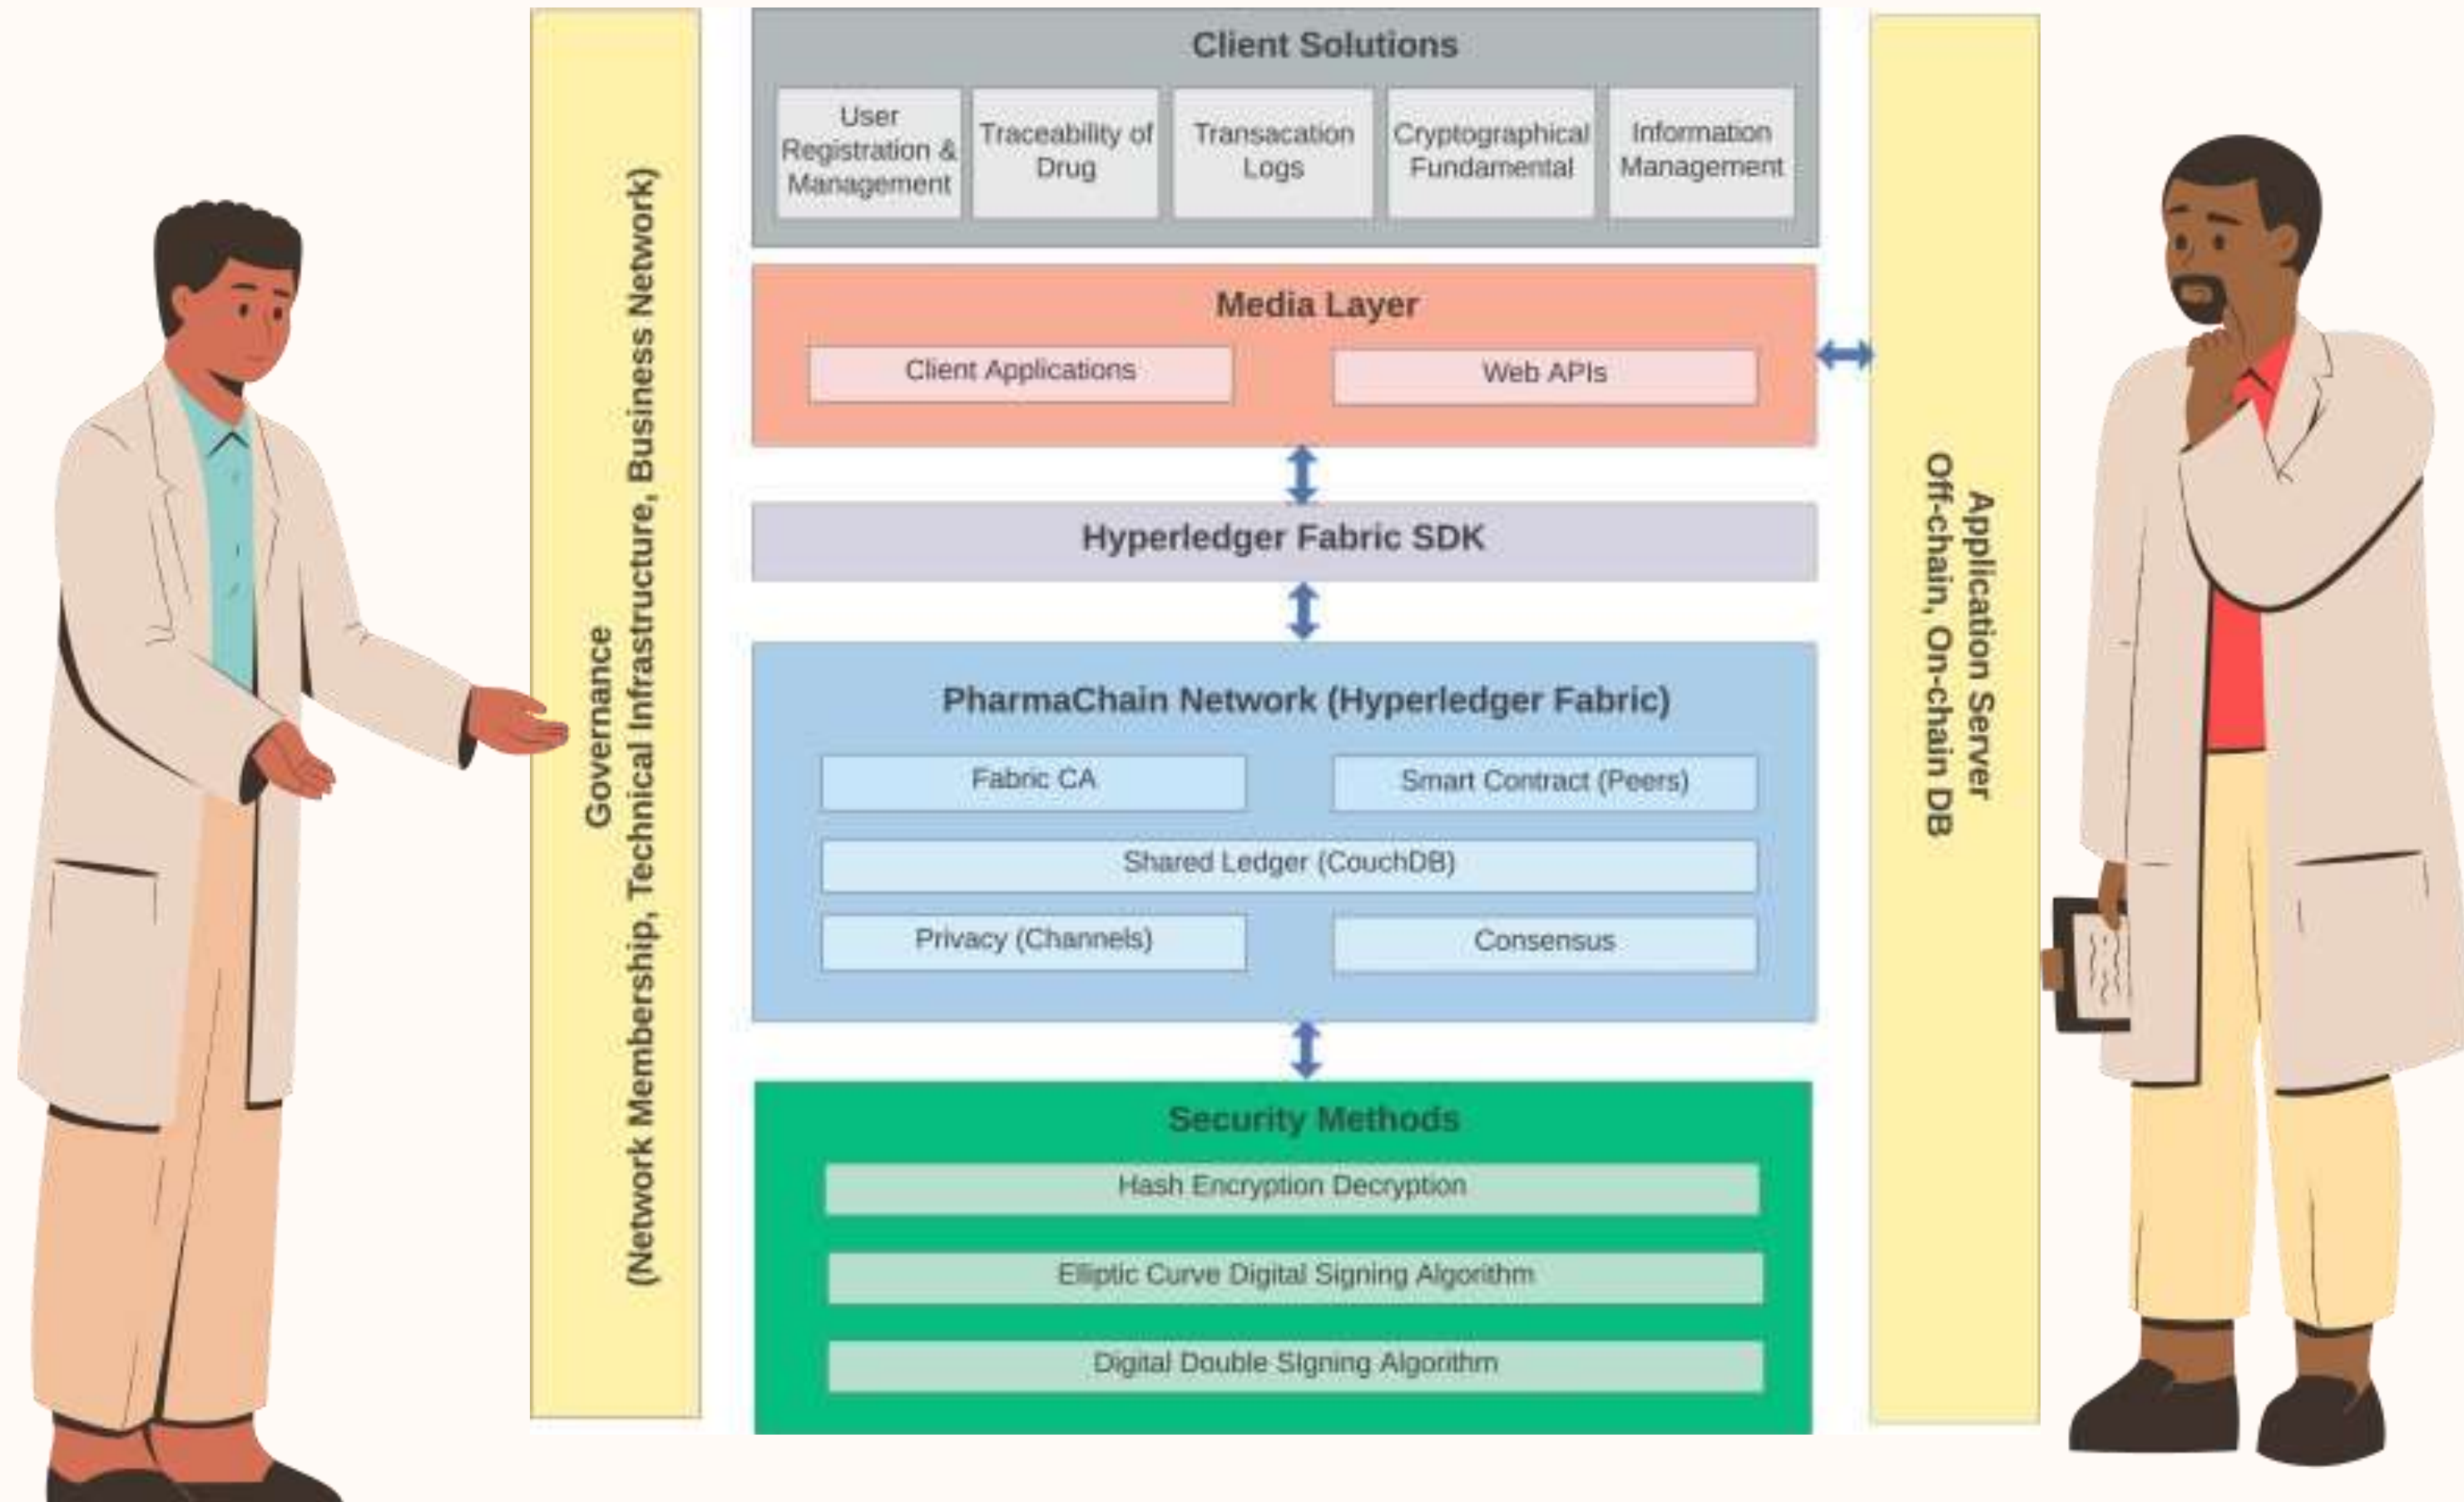 Governance
(Network Membership, Technical Infrastructure, Business Network)
Client Solutions
User
Registration &
Management
Traceability of
Drug
Transacation
Logs
Cryptographical
Fundamental
Information
Management
Media Layer
Client Applications
Web APIs
Hyperledger Fabric SDK
PharmaChain Network (Hyperledger Fabric)
Fabric CA
Smart Contract (Peers)
Shared Ledger (CouchDB)
Privacy (Channels)
Consensus
Security Methods
Hash Encryption Decryption
Elliptic Curve Digital Signing Algorithm
Digital Double SIgning Algorithm
Application Server
Off-chain, On-chain DB